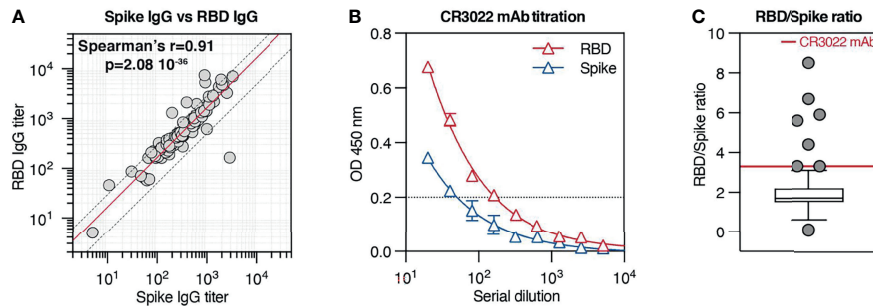 A
Spike IgG vs RBD IgG
Spearman's r=0.91
p=2.08 10-36
RBD IgG titer
10⁴
10³
10²
10¹
10¹ 10² 10³ 10⁴
Spike IgG titer
B
CR3022 mAb titration
RBD
Spike
OD 450 nm
0.8
0.6
0.4
0.2
0.0
10¹ 10² 10³ 10⁴
Serial dilution
C
RBD/Spike ratio
CR3022 mAb
RBD/Spike ratio
10
8
6
4
2
0